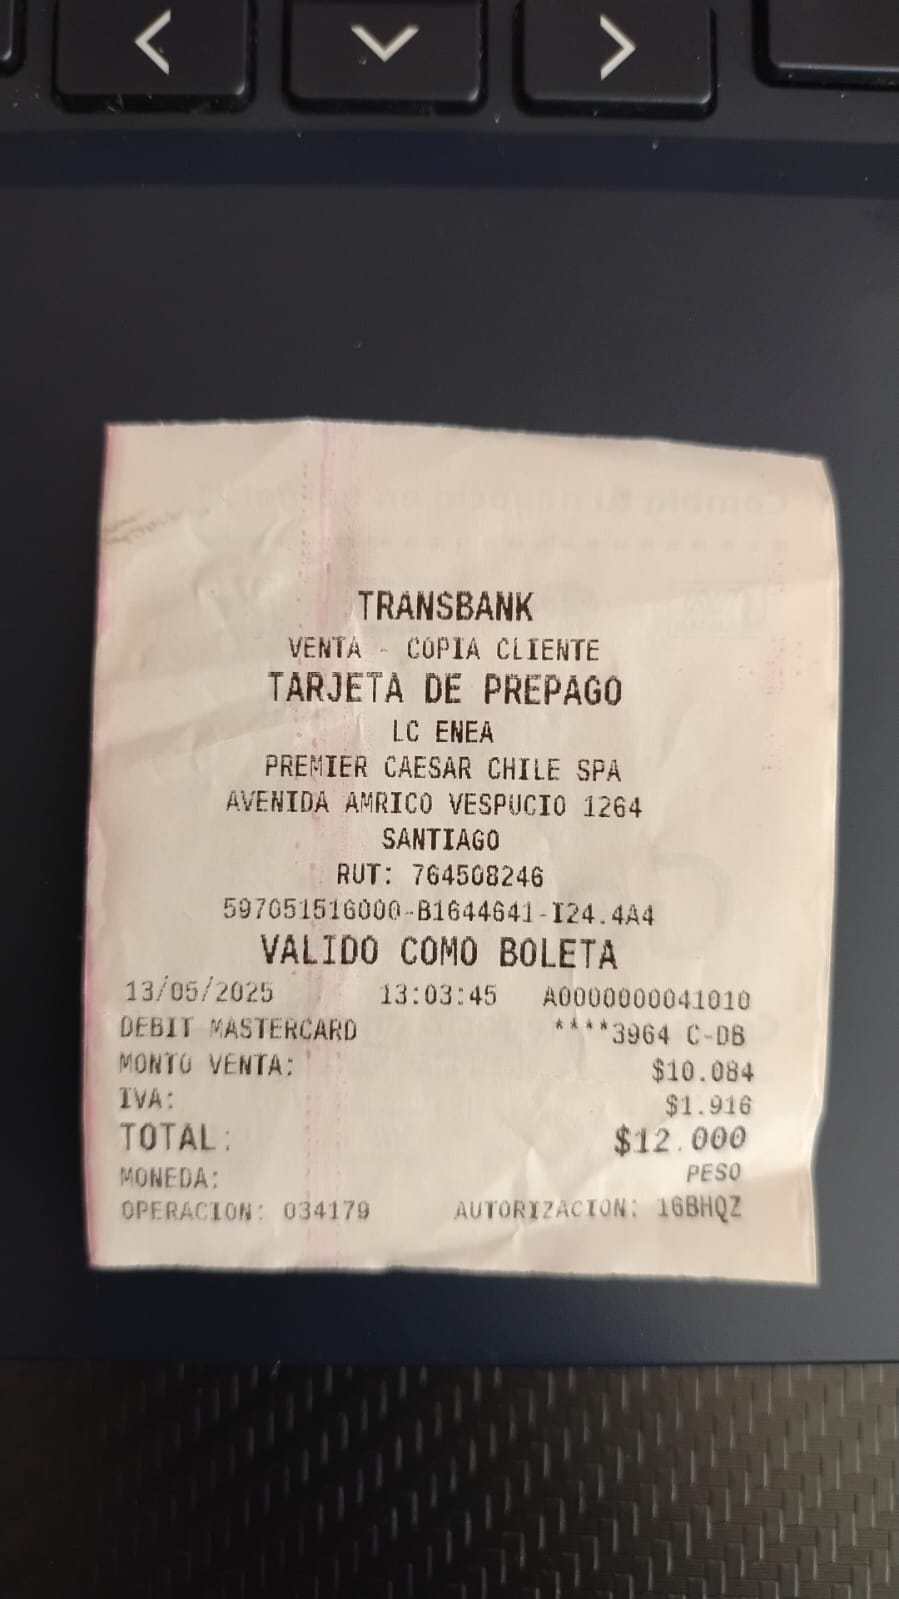 TRANSBANK
VENTA - COPIA CLIENTE
TARJETA DE PREPAGO
LC ENEA
PREMIER CAESAR CHILE SPA
AVENIDA AMRICO VESPUCIO 1264
SANTIAGO
RUT: 764508246
597051516000-B1644641-I24.4A4
VALIDO COMO BOLETA
13/05/2025 13:03:45 A0000000041010
DEBIT MASTERCARD ****3964 C-DB
MONTO VENTA: $10.084
IVA: $1.916
TOTAL: $12.000
MONEDA: PESO
OPERACION: 034179 AUTORIZACION: 16BHQZ